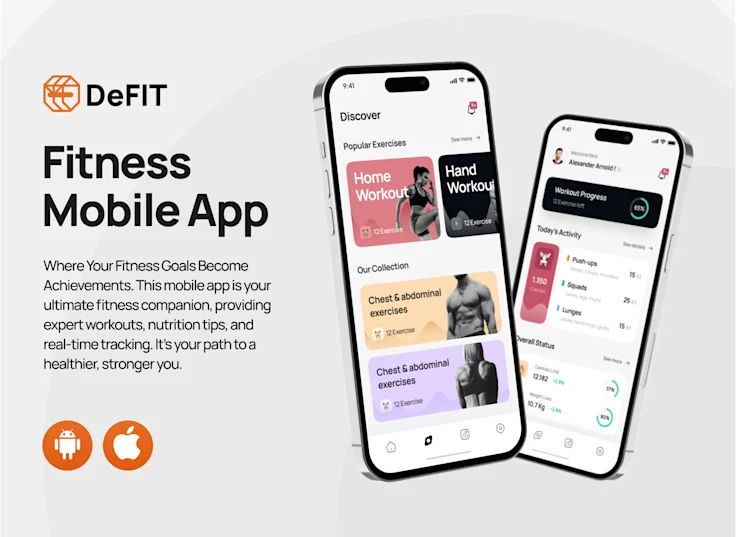 DeFIT
Fitness
Mobile App
Where Your Fitness Goals Become
Achievements. This mobile app is your
ultimate fitness companion, providing
expert workouts, nutrition tips, and
real-time tracking. It's your path to a
healthier, stronger you.
9:41
Discover
Popular Exercises
See more →
Home
Workout
12 Exercise
Hand
Workout
12 Exercise
Our Collection
Chest & abdominal
exercises
12 Exercise
Chest & abdominal
exercises
12 Exercise
9:41
Welcome Back
Alexander Arnold !
Workout Progress
12 Exercise left
65%
Today's Activity
See details →
1.350
Calories
Push-ups
15 x3
Squads
25 x3
Lunges
15 x3
Overall Status
See more →
Calories Loss
12.182 +2.8%
37%
Weight Loss
10.7 Kg +2.8%
80%